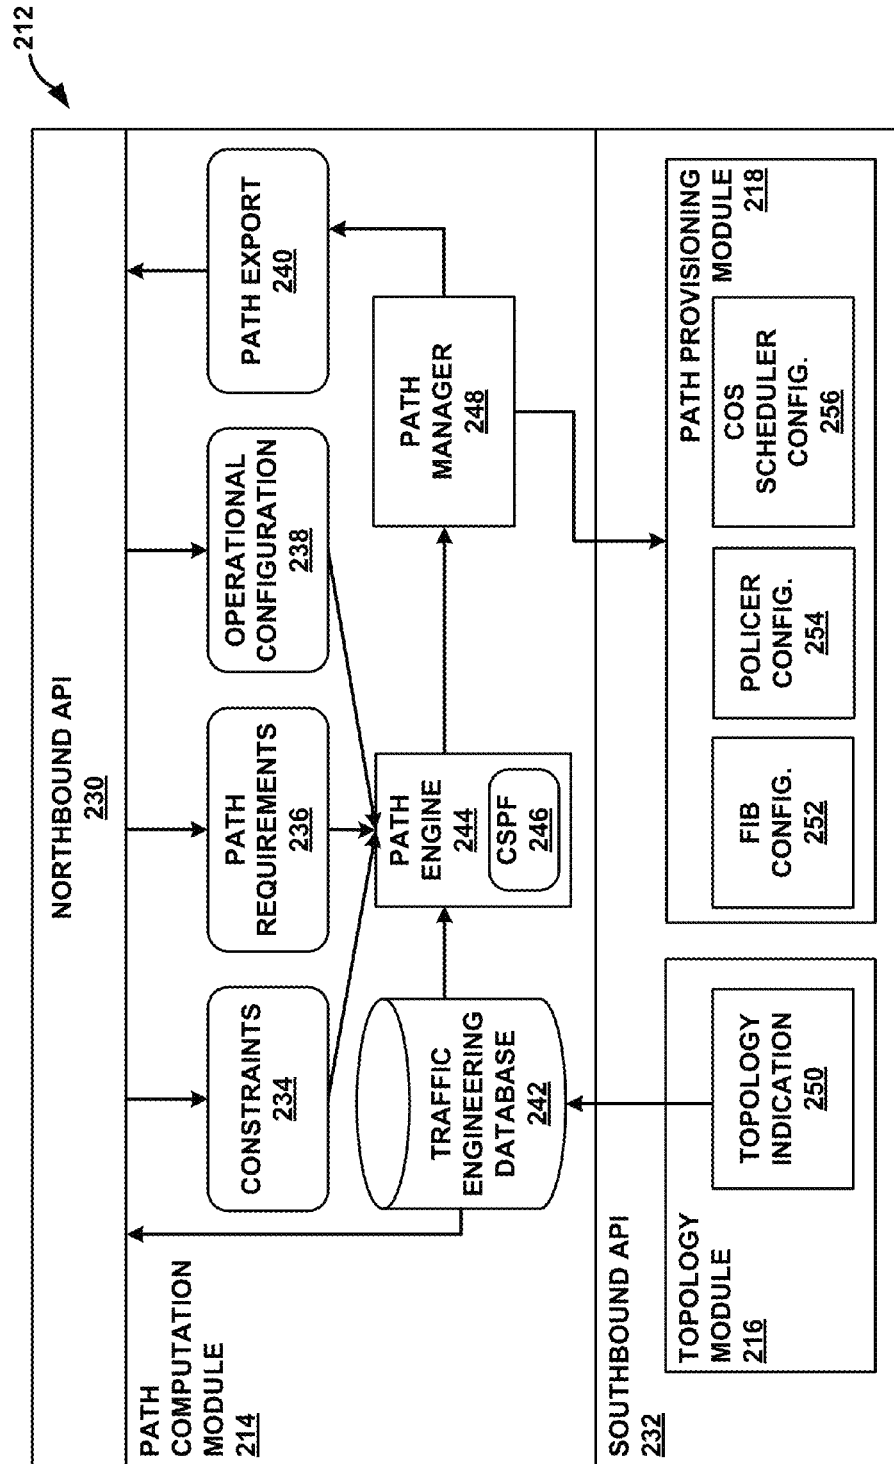 212
NORTHBOUND API
230
PATH
COMPUTATION
MODULE
214
CONSTRAINTS
234
PATH
REQUIREMENTS
236
OPERATIONAL
CONFIGURATION
238
PATH EXPORT
240
TRAFFIC
ENGINEERING
DATABASE
242
PATH
ENGINE
244
CSPF
246
PATH
MANAGER
248
SOUTHBOUND API
232
TOPOLOGY
MODULE
216
TOPOLOGY
INDICATION
250
PATH PROVISIONING
MODULE
218
FIB
CONFIG.
252
POLICER
CONFIG.
254
COS
SCHEDULER
CONFIG.
256